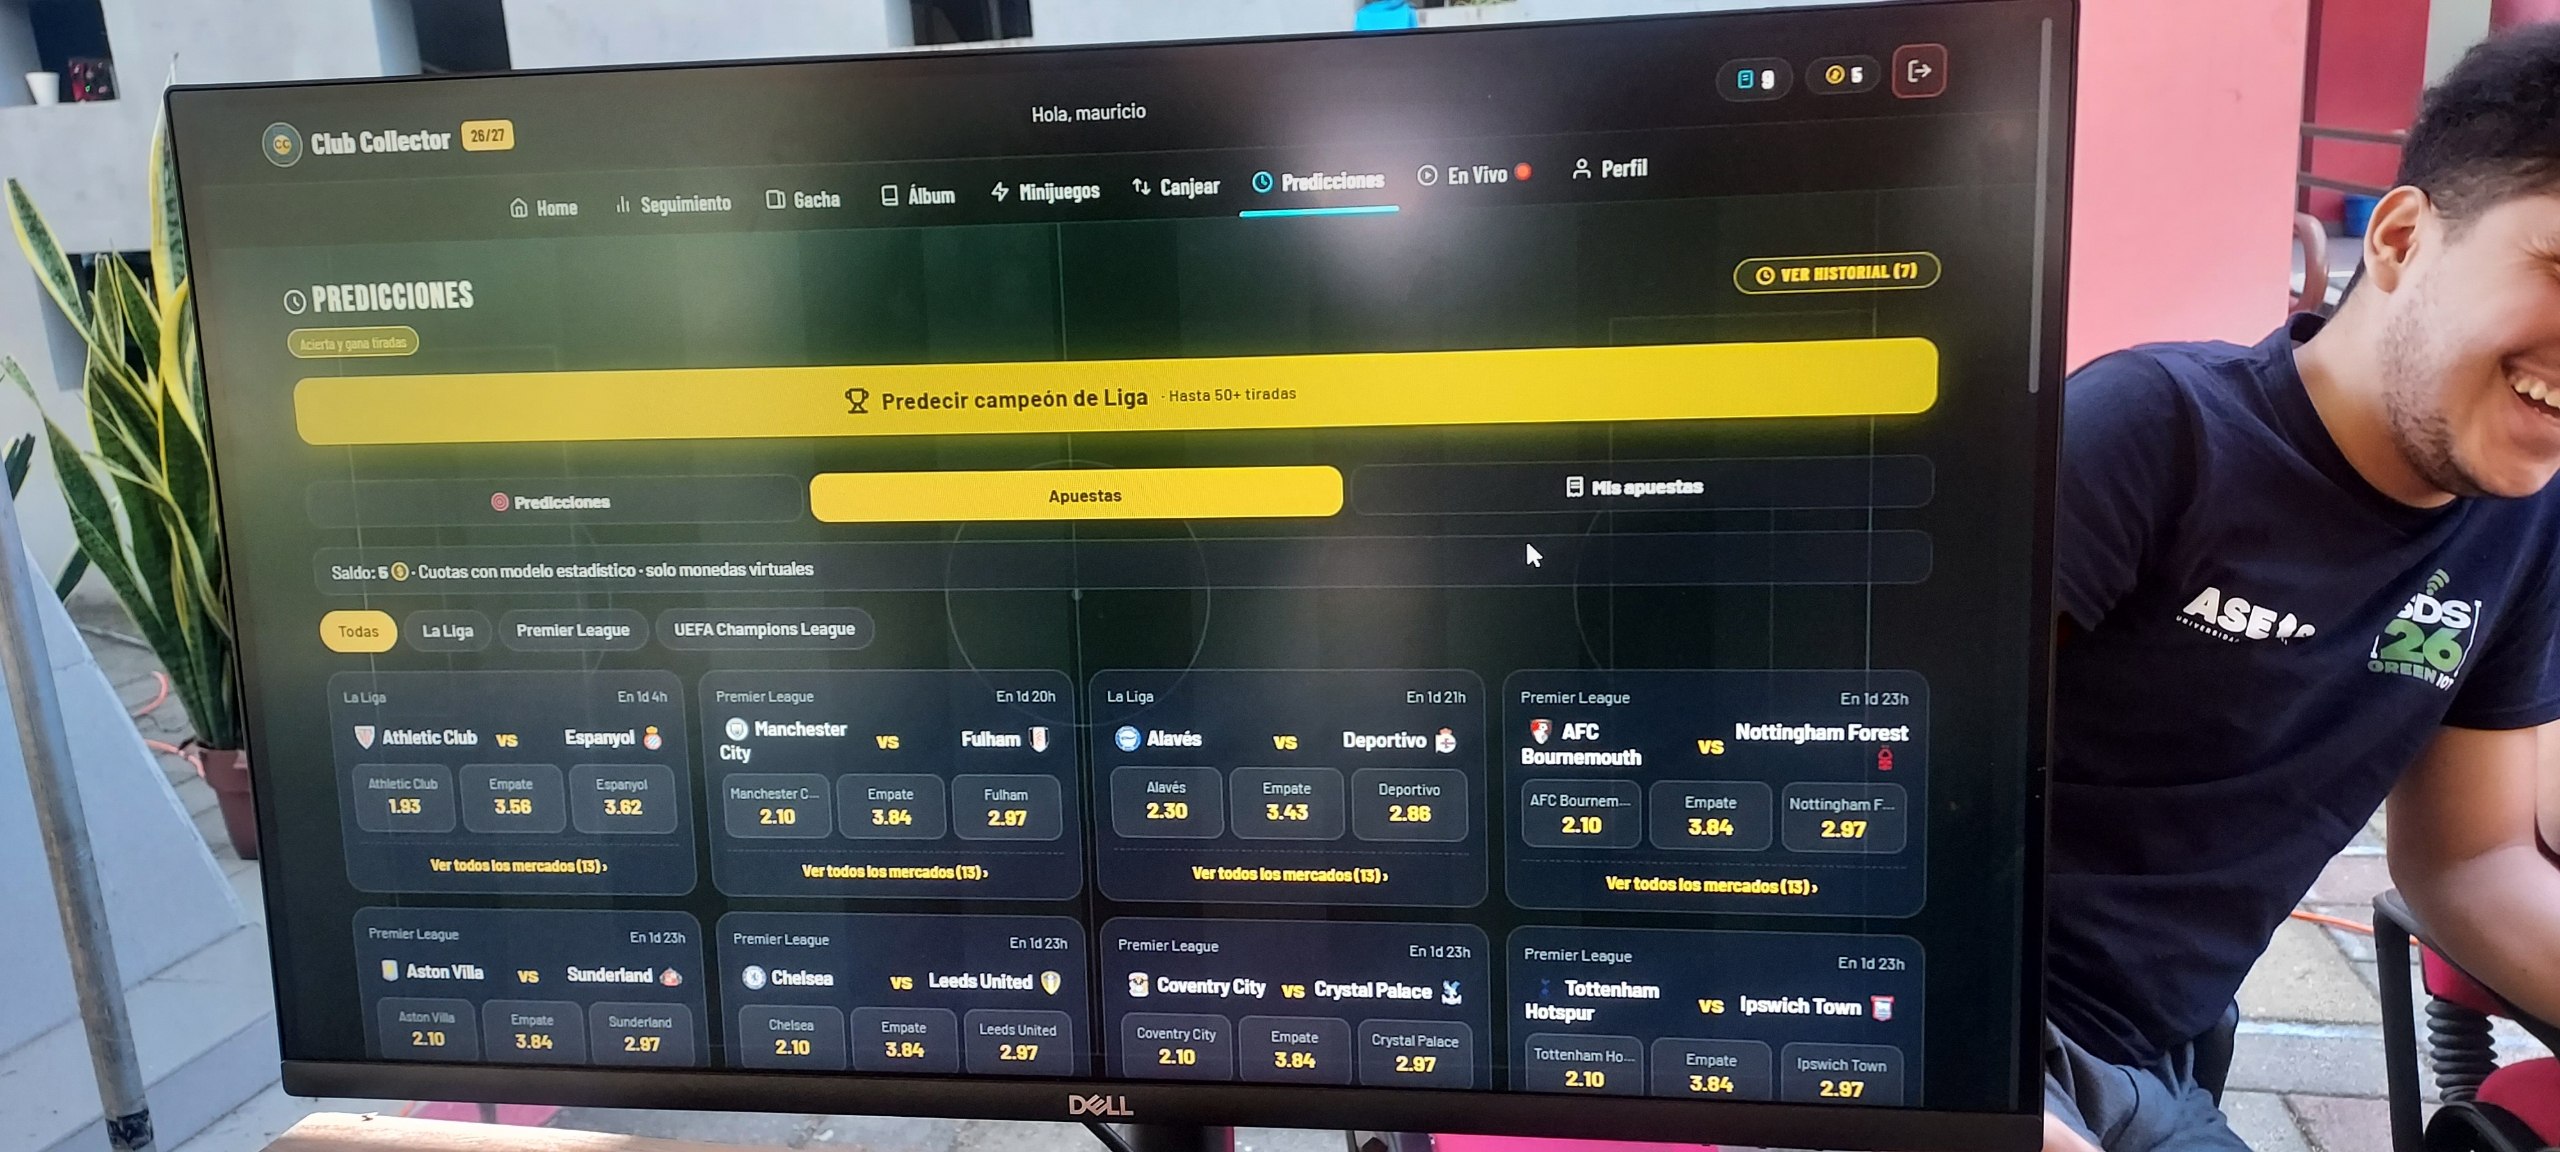 Hola, mauricio
9
5
CC
Club Collector
26/27
Home
Seguimiento
Gacha
Álbum
Minijuegos
Canjear
Predicciones
En Vivo
Perfil
PREDICCIONES
VER HISTORIAL (7)
Acierta y gana tiradas
Predecir campeón de Liga · Hasta 50+ tiradas
Predicciones
Apuestas
Mis apuestas
Saldo: 5 · Cuotas con modelo estadístico · solo monedas virtuales
Todas
La Liga
Premier League
UEFA Champions League
La Liga En 1d 4h
Athletic Club vs Espanyol
Athletic Club Empate Espanyol
1.93 3.56 3.62
Ver todos los mercados (13) ›
Premier League En 1d 20h
Manchester
City vs Fulham
Manchester C... Empate Fulham
2.10 3.84 2.97
Ver todos los mercados (13) ›
La Liga En 1d 21h
Alavés vs Deportivo
Alavés Empate Deportivo
2.30 3.43 2.86
Ver todos los mercados (13) ›
Premier League En 1d 23h
AFC
Bournemouth vs Nottingham Forest
AFC Bournem... Empate Nottingham F...
2.10 3.84 2.97
Ver todos los mercados (13) ›
Premier League En 1d 23h
Aston Villa vs Sunderland
Aston Villa Empate Sunderland
2.10 3.84 2.97
Premier League En 1d 23h
Chelsea vs Leeds United
Chelsea Empate Leeds United
2.10 3.84 2.97
Premier League En 1d 23h
Coventry City vs Crystal Palace
Coventry City Empate Crystal Palace
2.10 3.84 2.97
Premier League En 1d 23h
Tottenham
Hotspur vs Ipswich Town
Tottenham Ho... Empate Ipswich Town
2.10 3.84 2.97
DELL
SDS
26
GREEN